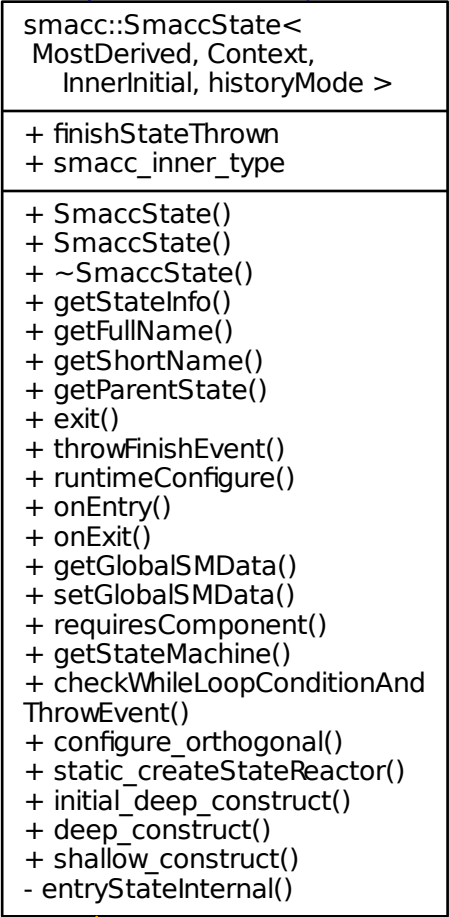 smacc::SmaccState<
MostDerived, Context,
InnerInitial, historyMode >
+ finishStateThrown
+ smacc_inner_type
+ SmaccState()
+ SmaccState()
+ ~SmaccState()
+ getStateInfo()
+ getFullName()
+ getShortName()
+ getParentState()
+ exit()
+ throwFinishEvent()
+ runtimeConfigure()
+ onEntry()
+ onExit()
+ getGlobalSMData()
+ setGlobalSMData()
+ requiresComponent()
+ getStateMachine()
+ checkWhileLoopConditionAnd
ThrowEvent()
+ configure_orthogonal()
+ static_createStateReactor()
+ initial_deep_construct()
+ deep_construct()
+ shallow_construct()
- entryStateInternal()